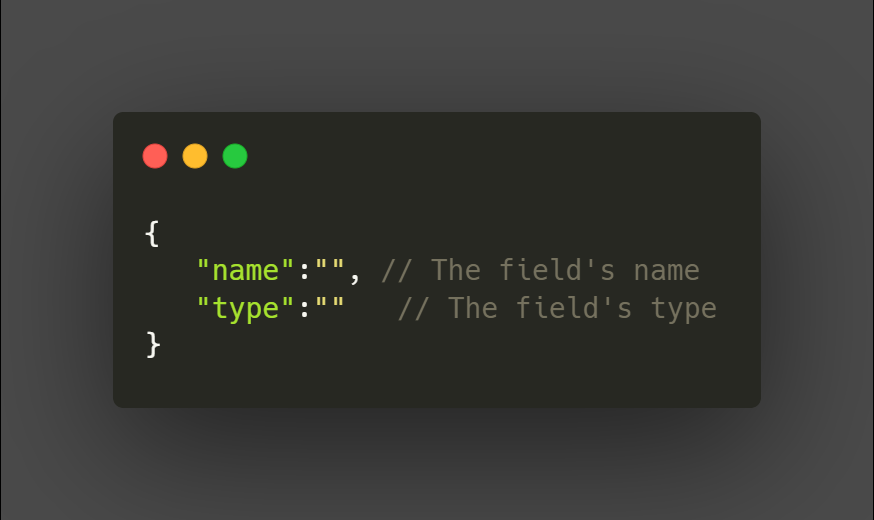 {
   "name":"", // The field's name
   "type":""   // The field's type
}